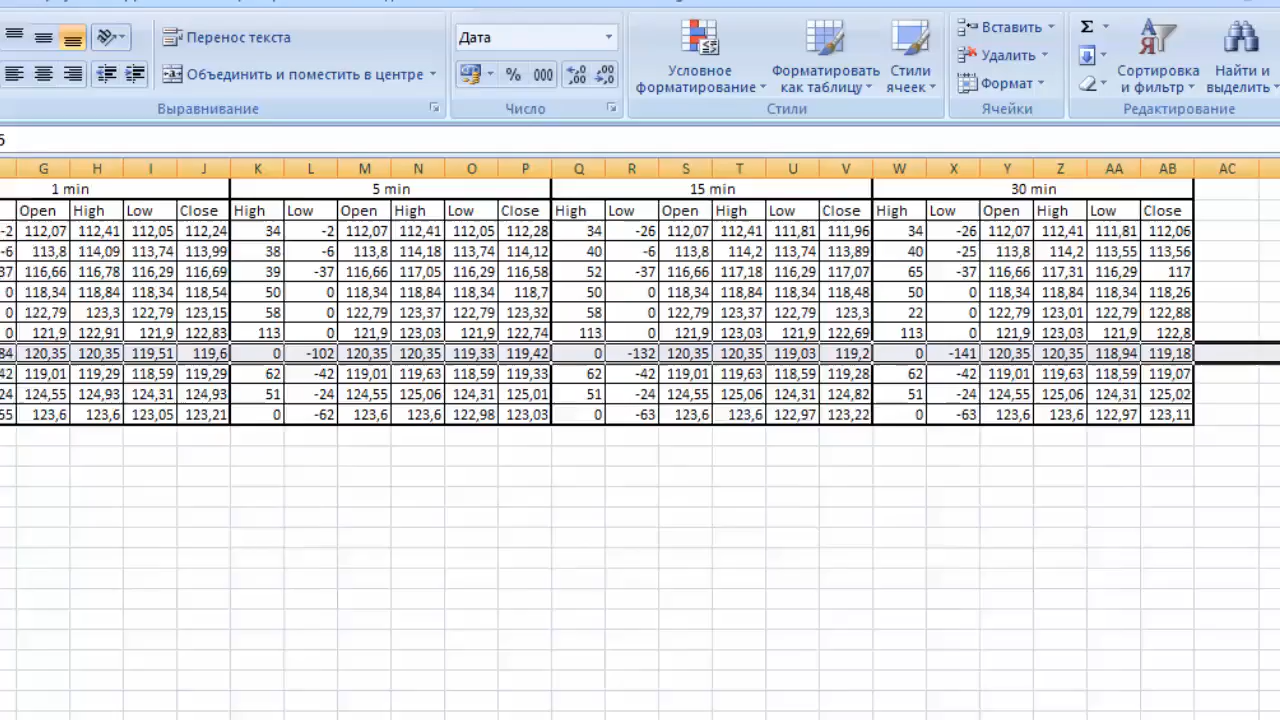 Перенос текста
Дата
Вставить
Σ
Объединить и поместить в центре
% 000
Условное форматирование
Форматировать как таблицу
Стили ячеек
Удалить
Формат
Сортировка и фильтр
Найти и выделить
Выравнивание
Число
Стили
Ячейки
Редактирование
5
G H I J K L M N O P Q R S T U V W X Y Z AA AB AC
1 min 5 min 15 min 30 min
Open High Low Close High Low Open High Low Close High Low Open High Low Close High Low Open High Low Close
-2 112,07 112,41 112,05 112,24 34 -2 112,07 112,41 112,05 112,28 34 -26 112,07 112,41 111,81 111,96 34 -26 112,07 112,41 111,81 112,06
-6 113,8 114,09 113,74 113,99 38 -6 113,8 114,18 113,74 114,12 40 -6 113,8 114,2 113,74 113,89 40 -25 113,8 114,2 113,55 113,56
37 116,66 116,78 116,29 116,69 39 -37 116,66 117,05 116,29 116,58 52 -37 116,66 117,18 116,29 117,07 65 -37 116,66 117,31 116,29 117
0 118,34 118,84 118,34 118,54 50 0 118,34 118,84 118,34 118,7 50 0 118,34 118,84 118,34 118,48 50 0 118,34 118,84 118,34 118,26
0 122,79 123,3 122,79 123,15 58 0 122,79 123,37 122,79 123,32 58 0 122,79 123,37 122,79 123,3 22 0 122,79 123,01 122,79 122,88
0 121,9 122,91 121,9 122,83 113 0 121,9 123,03 121,9 122,74 113 0 121,9 123,03 121,9 122,69 113 0 121,9 123,03 121,9 122,8
84 120,35 120,35 119,51 119,6 0 -102 120,35 120,35 119,33 119,42 0 -132 120,35 120,35 119,03 119,2 0 -141 120,35 120,35 118,94 119,18
42 119,01 119,29 118,59 119,29 62 -42 119,01 119,63 118,59 119,33 62 -42 119,01 119,63 118,59 119,28 62 -42 119,01 119,63 118,59 119,07
24 124,55 124,93 124,31 124,93 51 -24 124,55 125,06 124,31 125,01 51 -24 124,55 125,06 124,31 124,82 51 -24 124,55 125,06 124,31 125,02
55 123,6 123,6 123,05 123,21 0 -62 123,6 123,6 122,98 123,03 0 -63 123,6 123,6 122,97 123,22 0 -63 123,6 123,6 122,97 123,11